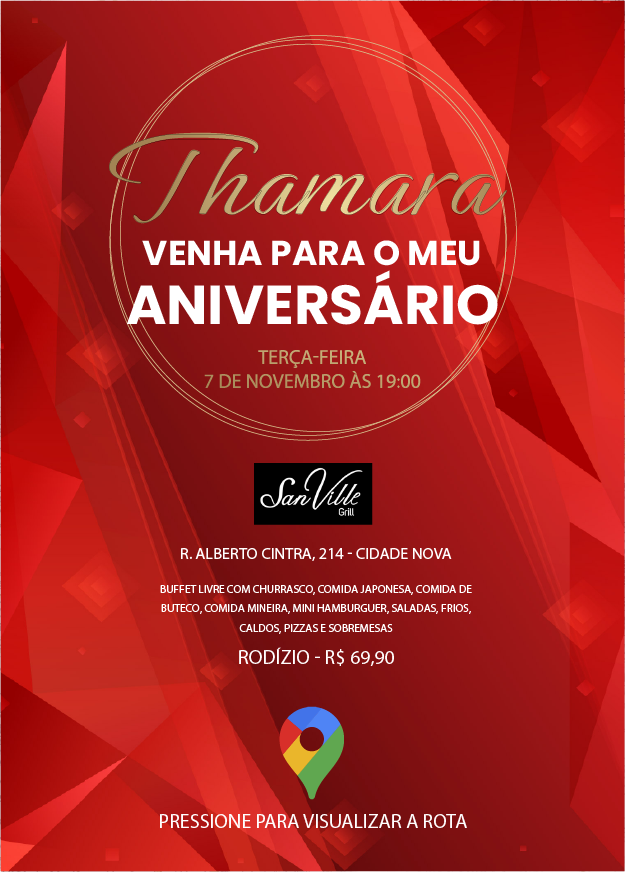 Thamara
VENHA PARA O MEU
ANIVERSÁRIO
TERÇA-FEIRA
7 DE NOVEMBRO ÀS 19:00
San Ville
Grill
R. ALBERTO CINTRA, 214 - CIDADE NOVA
BUFFET LIVRE COM CHURRASCO, COMIDA JAPONESA, COMIDA DE
BUTECO, COMIDA MINEIRA, MINI HAMBURGUER, SALADAS, FRIOS,
CALDOS, PIZZAS E SOBREMESAS
RODÍZIO - R$ 69,90
PRESSIONE PARA VISUALIZAR A ROTA